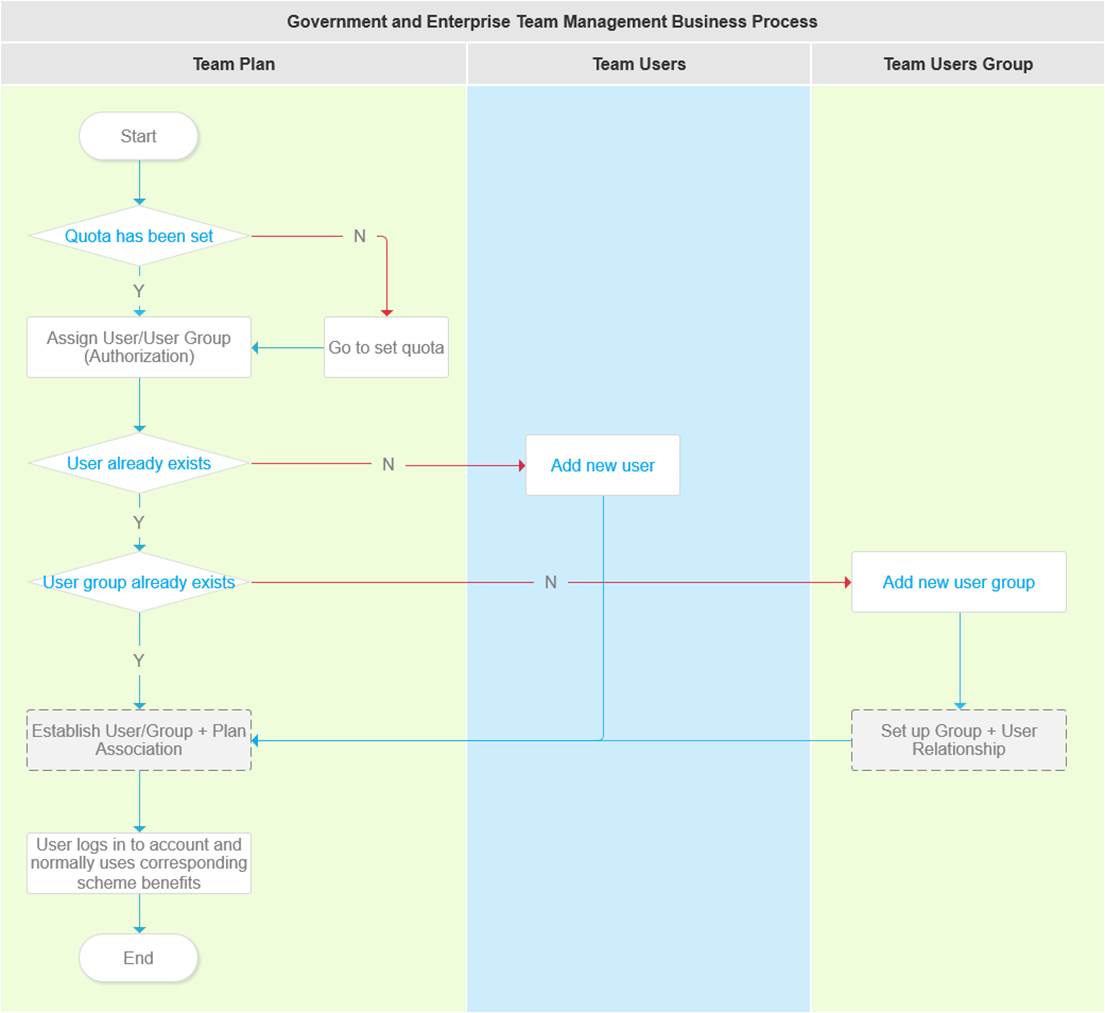 Government and Enterprise Team Management Business Process
Team Plan
Team Users
Team Users Group
Start
Quota has been set
N
Y
Assign User/User Group
(Authorization)
Go to set quota
User already exists
N
Add new user
Y
User group already exists
N
Add new user group
Y
Establish User/Group + Plan
Association
Set up Group + User
Relationship
User logs in to account and
normally uses corresponding
scheme benefits
End